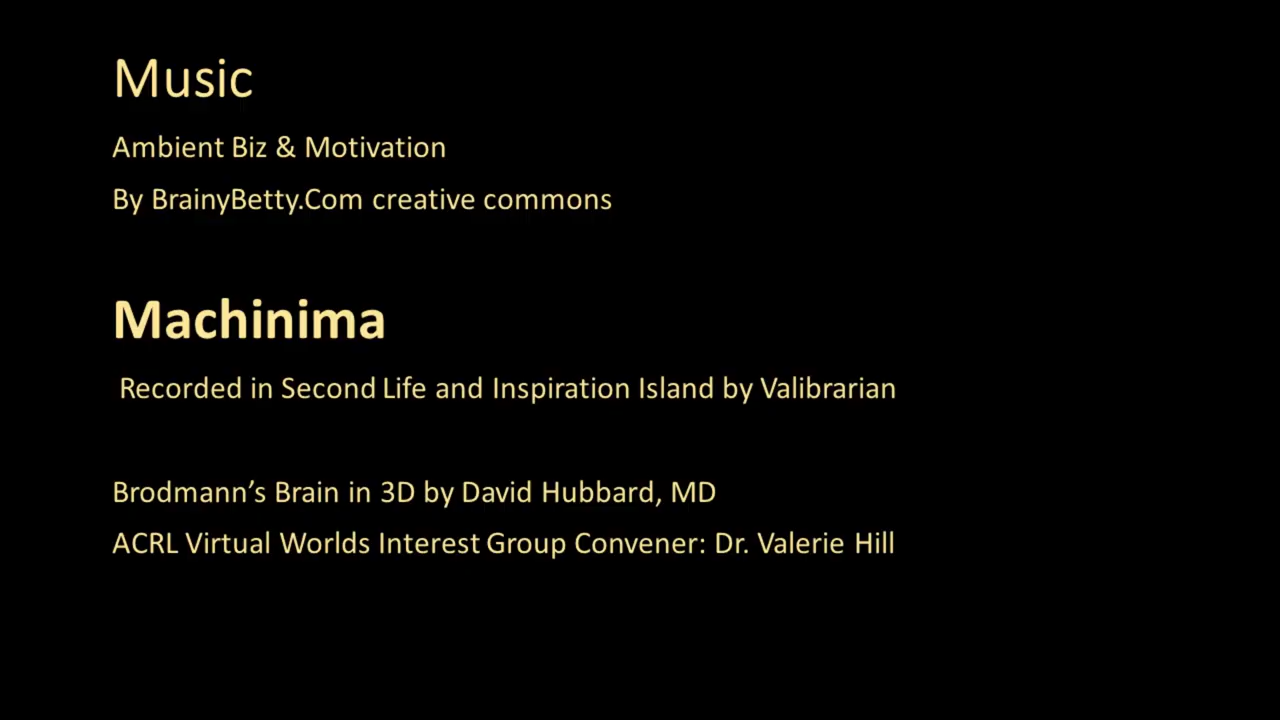 Music
Ambient Biz & Motivation
By BrainyBetty.Com creative commons
Machinima
Recorded in Second Life and Inspiration Island by Valibrarian
Brodmann’s Brain in 3D by David Hubbard, MD
ACRL Virtual Worlds Interest Group Convener: Dr. Valerie Hill